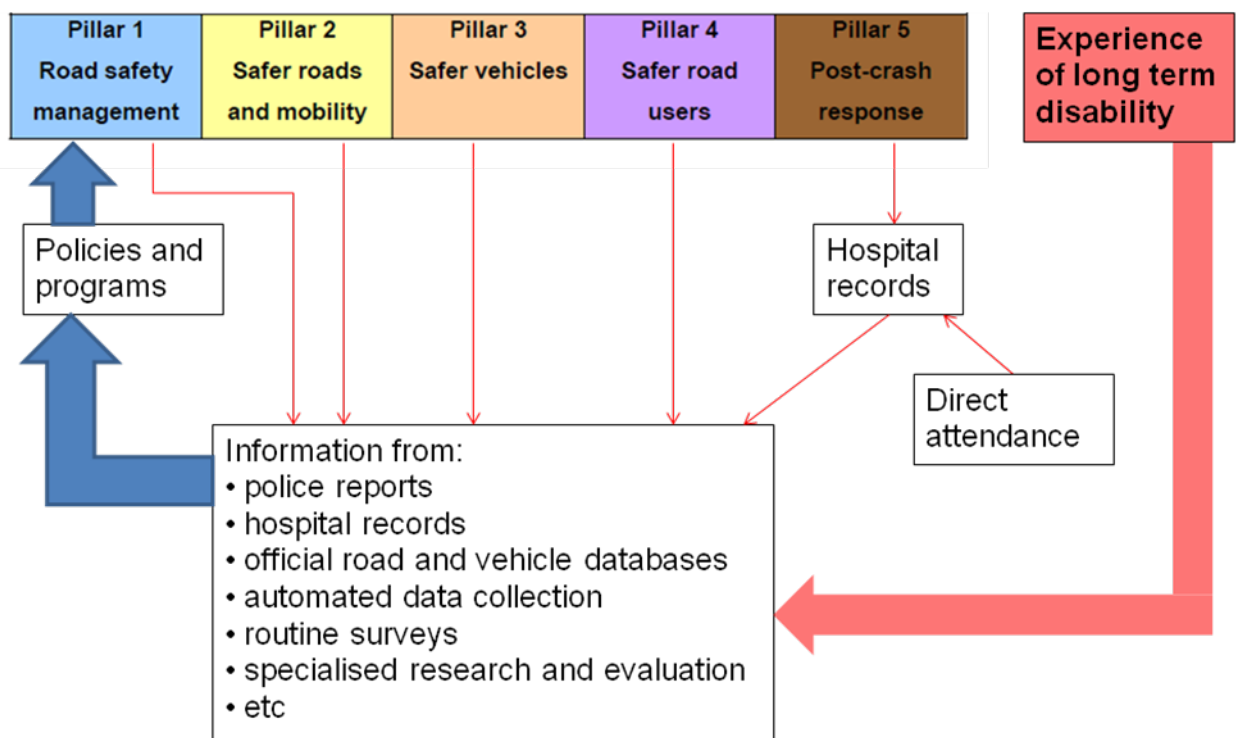 Pillar 1
Road safety
management
Pillar 2
Safer roads
and mobility
Pillar 3
Safer vehicles
Pillar 4
Safer road
users
Pillar 5
Post-crash
response
Experience
of long term
disability
Policies and
programs
Hospital
records
Direct
attendance
Information from:
• police reports
• hospital records
• official road and vehicle databases
• automated data collection
• routine surveys
• specialised research and evaluation
• etc